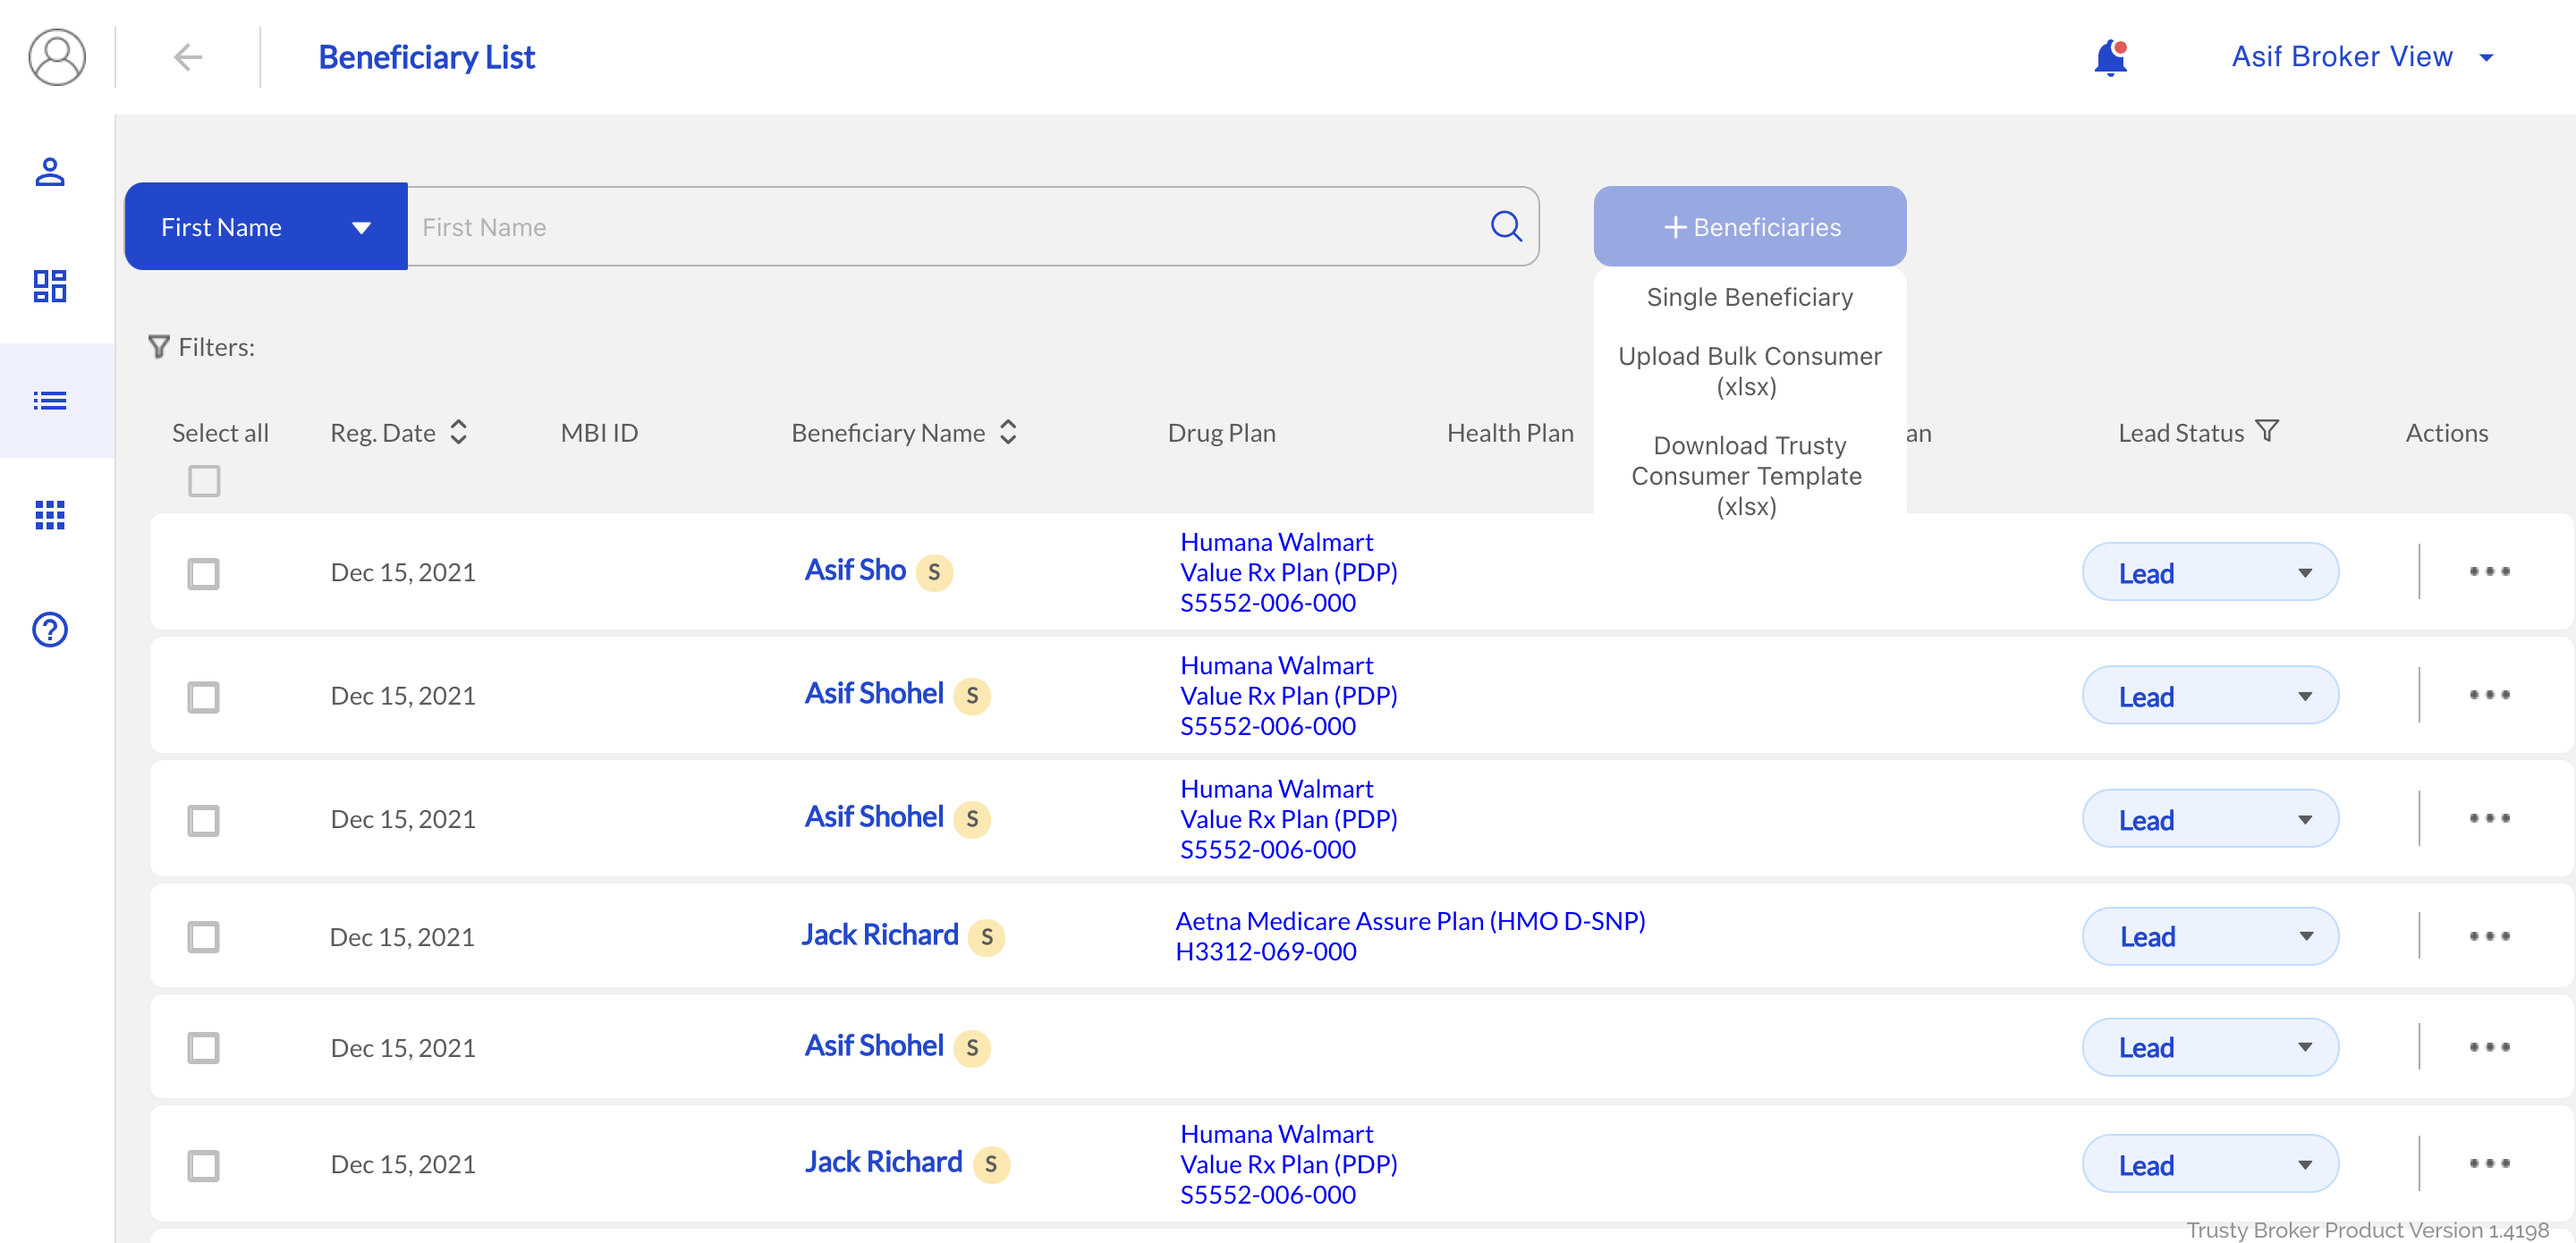 Beneficiary List
Asif Broker View
First Name
First Name
+ Beneficiaries
Single Beneficiary
Upload Bulk Consumer
(xlsx)
Download Trusty
Consumer Template
(xlsx)
Filters:
Select all
Reg. Date
MBI ID
Beneficiary Name
Drug Plan
Health Plan
an
Lead Status
Actions
Dec 15, 2021
Asif Sho S
Humana Walmart
Value Rx Plan (PDP)
S5552-006-000
Lead
Dec 15, 2021
Asif Shohel S
Humana Walmart
Value Rx Plan (PDP)
S5552-006-000
Lead
Dec 15, 2021
Asif Shohel S
Humana Walmart
Value Rx Plan (PDP)
S5552-006-000
Lead
Dec 15, 2021
Jack Richard S
Aetna Medicare Assure Plan (HMO D-SNP)
H3312-069-000
Lead
Dec 15, 2021
Asif Shohel S
Lead
Dec 15, 2021
Jack Richard S
Humana Walmart
Value Rx Plan (PDP)
S5552-006-000
Lead
Trusty Broker Product Version 1.4198